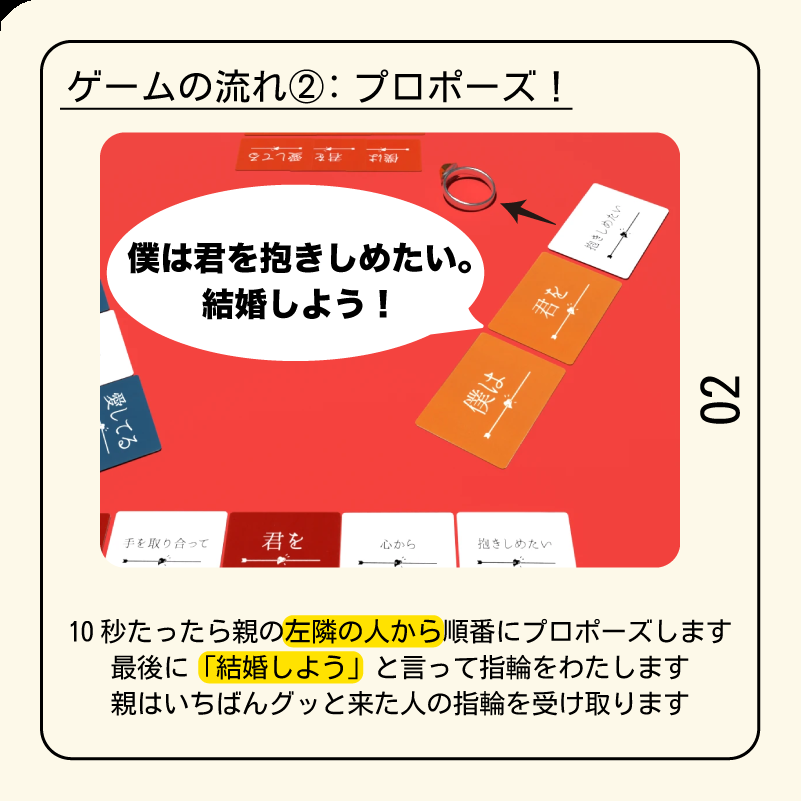 ゲームの流れ②：プロポーズ！
愛してる
君を
僕は
抱きしめたい
僕は君を抱きしめたい。
結婚しよう！
君を
僕は
愛してる
手を取り合って
君を
心から
抱きしめたい
02
10秒たったら親の左隣の人から順番にプロポーズします
最後に「結婚しよう」と言って指輪をわたします
親はいちばんグッと来た人の指輪を受け取ります